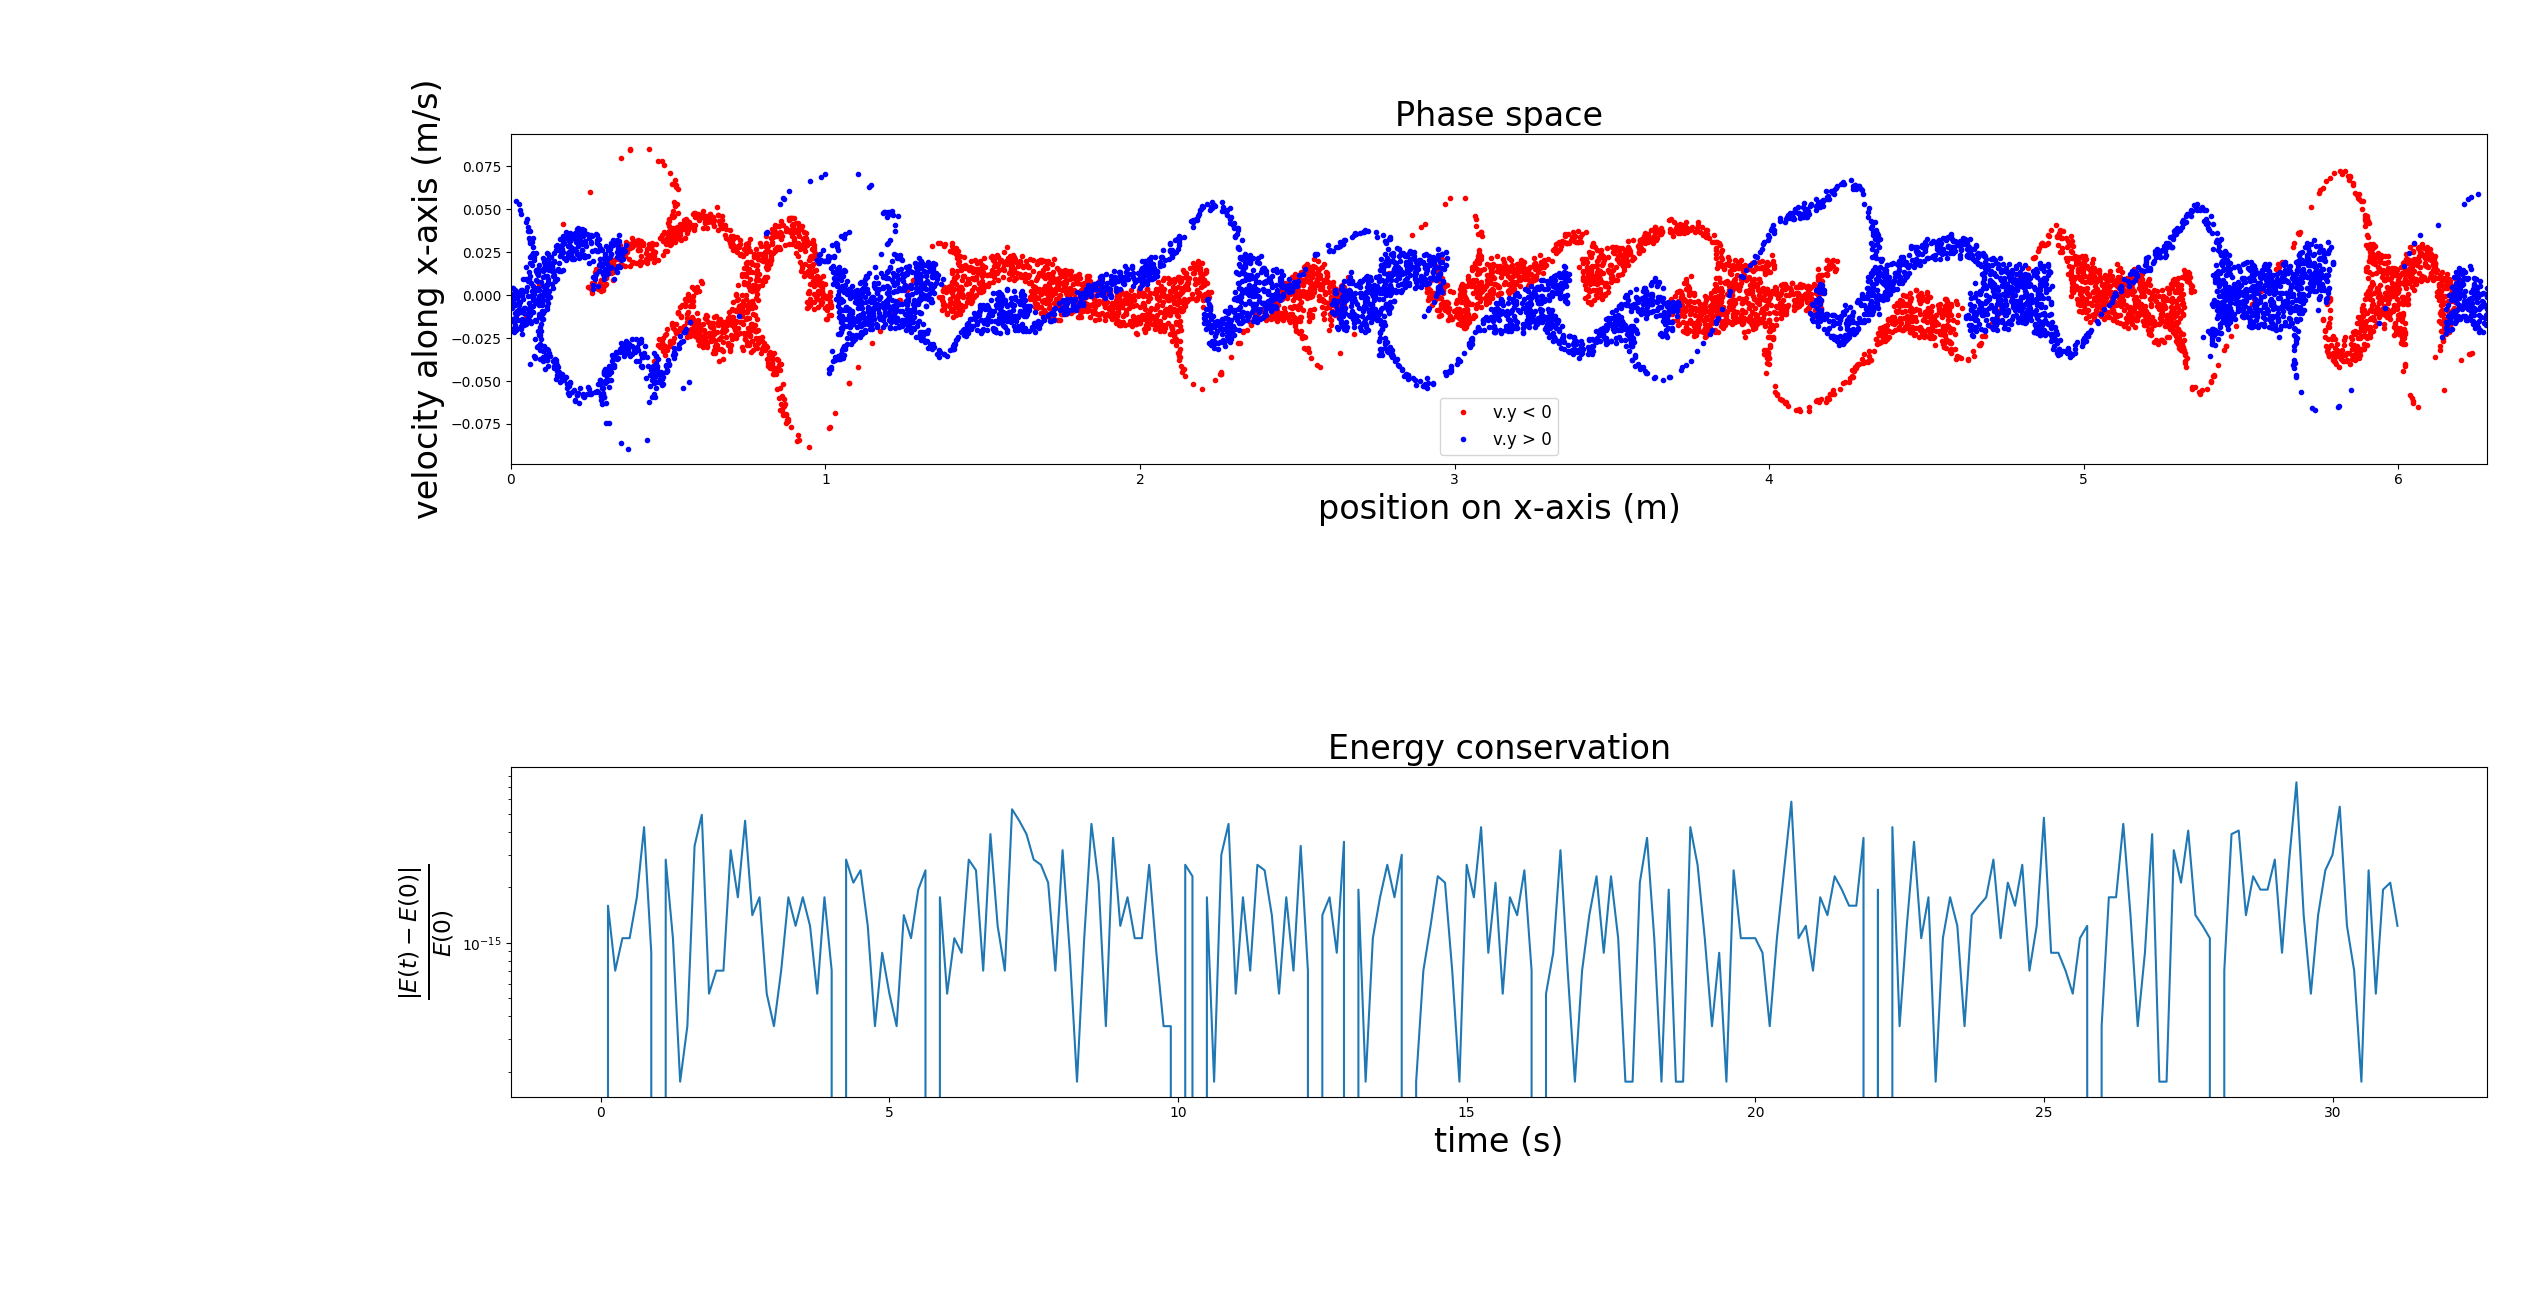 Phase space
velocity along x-axis (m/s)
0.075
0.050
0.025
0.000
−0.025
−0.050
−0.075
v.y < 0
v.y > 0
0 1 2 3 4 5 6
position on x-axis (m)
Energy conservation
|E(t) − E(0)|
E(0)
10−15
0 5 10 15 20 25 30
time (s)